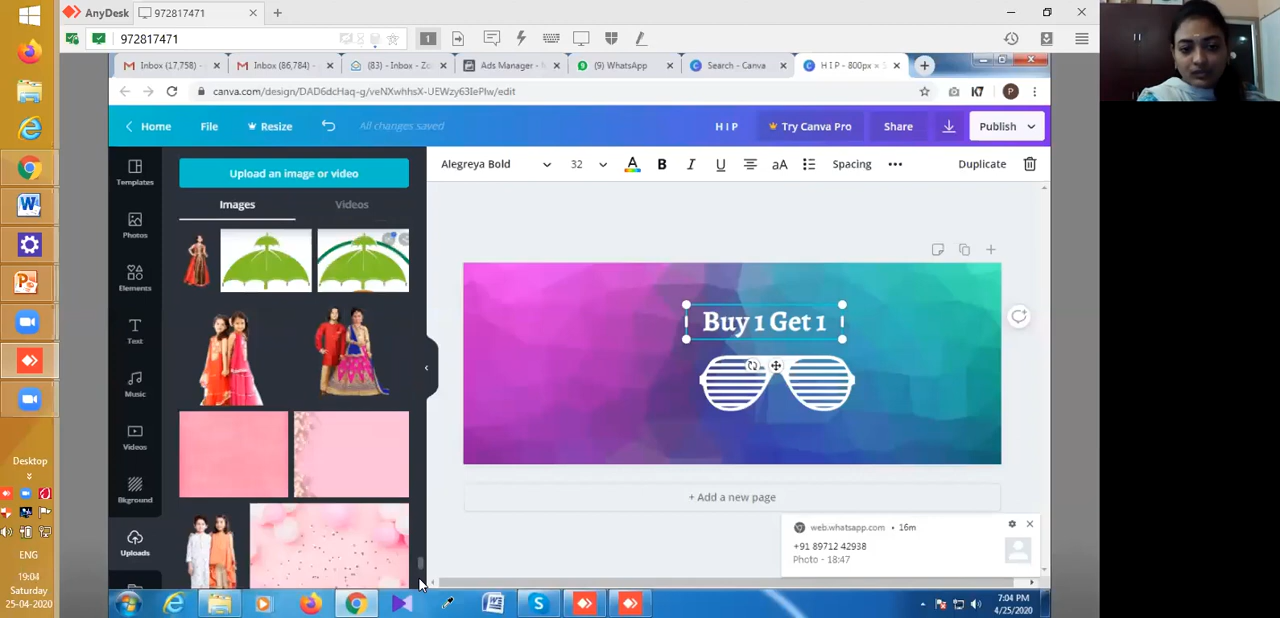 AnyDesk
972817471
972817471
1
Inbox (17,758) -
Inbox (86,784)
(83) - Inbox - Zo
Ads Manager -
(9) WhatsApp
Search - Canva
H I P - 800px ×
canva.com/design/DAD6dcHaq-g/veNXwhhsX-UEWzy63IePIw/edit
P
Home
File
Resize
All changes saved
H I P
Try Canva Pro
Share
Publish
Templates
Photos
Elements
Text
Music
Videos
Bkground
Uploads
Upload an image or video
Images
Videos
Alegreya Bold
32
A
B
I
U
aA
Spacing
Duplicate
Buy 1 Get 1
+ Add a new page
web.whatsapp.com • 16m
+91 89712 42938
Photo - 18:47
Desktop
ENG
19:04
Saturday
25-04-2020
7:04 PM
4/25/2020